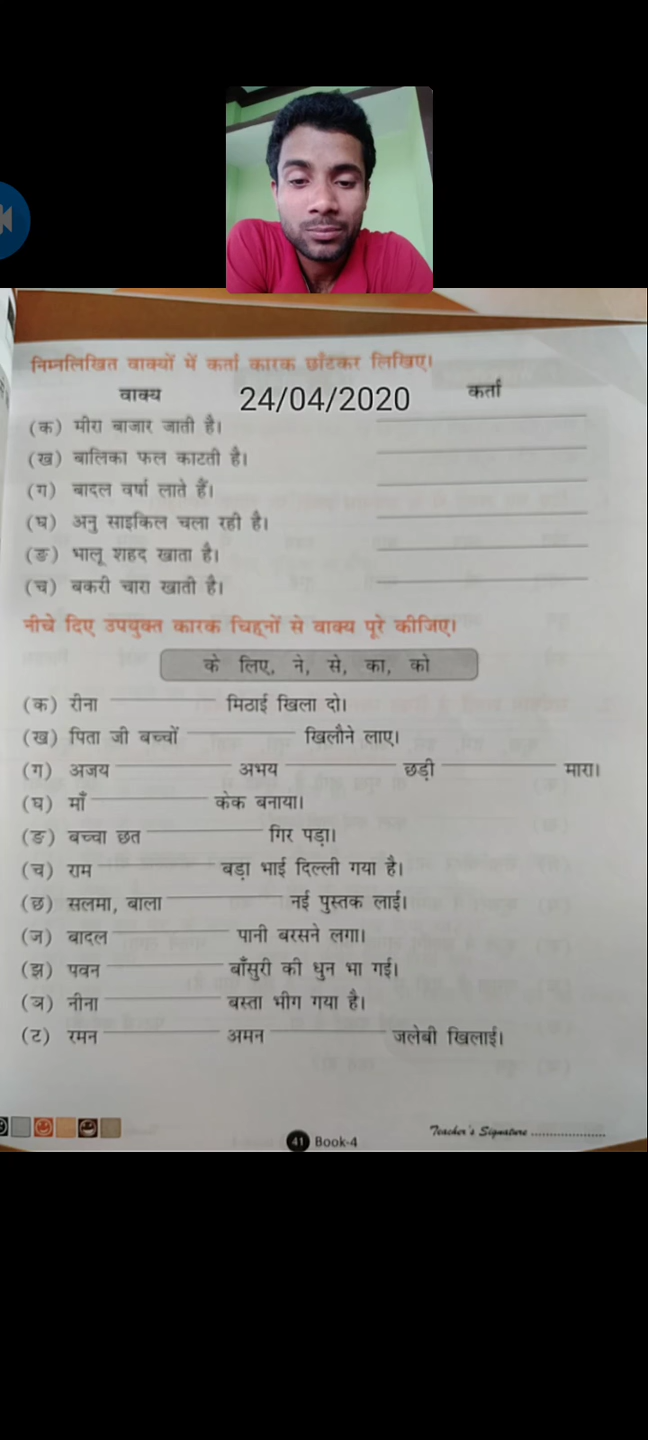 निम्नलिखित वाक्यों में कर्ता कारक छाँटकर लिखिए।
वाक्य 24/04/2020 कर्ता
(क) मीरा बाजार जाती है।
(ख) बालिका फल काटती है।
(ग) बादल वर्षा लाते हैं।
(घ) अनु साइकिल चला रही है।
(ङ) भालू शहद खाता है।
(च) बकरी चारा खाती है।
नीचे दिए उपयुक्त कारक चिह्नों से वाक्य पूरे कीजिए।
के लिए, ने, से, का, को
(क) रीना मिठाई खिला दो।
(ख) पिता जी बच्चों खिलौने लाए।
(ग) अजय अभय छड़ी मारा।
(घ) माँ केक बनाया।
(ङ) बच्चा छत गिर पड़ा।
(च) राम बड़ा भाई दिल्ली गया है।
(छ) सलमा, बाला नई पुस्तक लाई।
(ज) बादल पानी बरसने लगा।
(झ) पवन बाँसुरी की धुन भा गई।
(ञ) नीना बस्ता भीग गया है।
(ट) रमन अमन जलेबी खिलाई।
41 Book-4 Teacher's Signature ....................